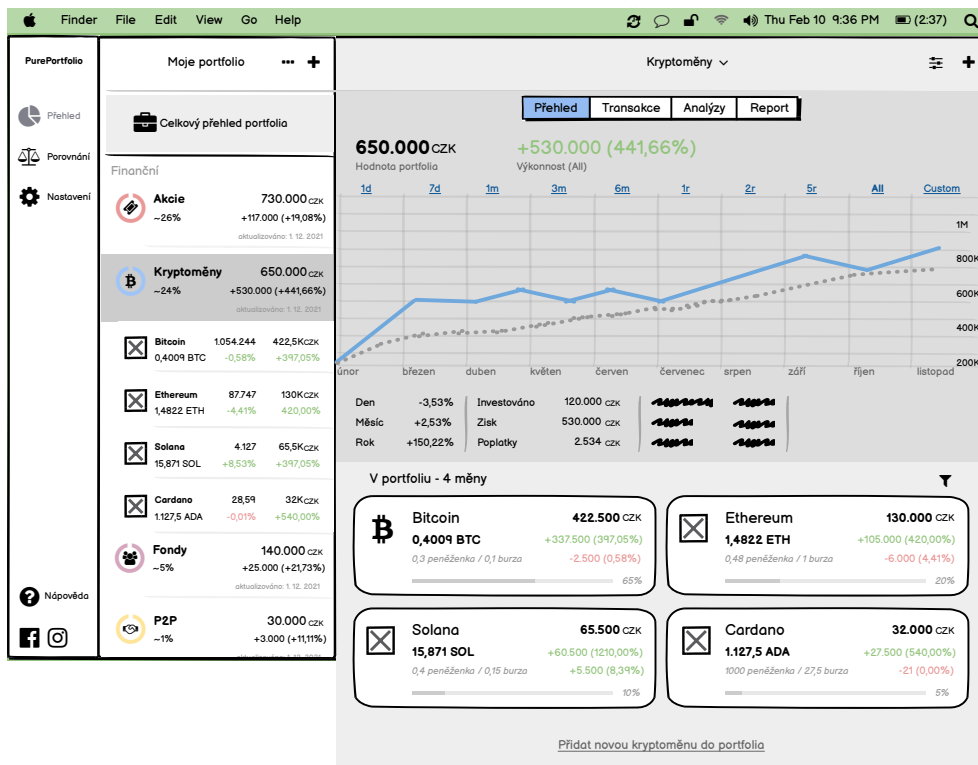 Finder File Edit View Go Help
Thu Feb 10 9:36 PM (2:37)
PurePortfolio
Přehled
Porovnání
Nastavení
Nápověda
Moje portfolio
Celkový přehled portfolia
Finanční
Akcie 730.000 CZK
~26% +117.000 (+19,08%)
aktualizováno: 1. 12. 2021
Kryptoměny 650.000 CZK
~24% +530.000 (+441,66%)
aktualizováno: 1. 12. 2021
Bitcoin 1.054.244 422,5K CZK
0,4009 BTC -0,58% +397,05%
Ethereum 87.747 130K CZK
1,4822 ETH -4,41% 420,00%
Solana 4.127 65,5K CZK
15,871 SOL +8,53% +397,05%
Cardano 28,59 32K CZK
1.127,5 ADA -0,01% +540,00%
Fondy 140.000 CZK
~5% +25.000 (+21,73%)
aktualizováno: 1. 12. 2021
P2P 30.000 CZK
~1% +3.000 (+11,11%)
Kryptoměny
Přehled Transakce Analýzy Report
650.000 CZK +530.000 (441,66%)
Hodnota portfolia Výkonnost (All)
1d 7d 1m 3m 6m 1r 2r 5r All Custom
1M
800K
600K
400K
200K
únor březen duben květen červen červenec srpen září říjen listopad
Den -3,53% Investováno 120.000 CZK
Měsíc +2,53% Zisk 530.000 CZK
Rok +150,22% Poplatky 2.534 CZK
V portfoliu - 4 měny
Bitcoin 422.500 CZK
0,4009 BTC +337.500 (397,05%)
0,3 peněženka / 0,1 burza -2.500 (0,58%)
65%
Ethereum 130.000 CZK
1,4822 ETH +105.000 (420,00%)
0,48 peněženka / 1 burza -6.000 (4,41%)
20%
Solana 65.500 CZK
15,871 SOL +60.500 (1210,00%)
0,4 peněženka / 0,15 burza +5.500 (8,39%)
10%
Cardano 32.000 CZK
1.127,5 ADA +27.500 (540,00%)
1000 peněženka / 27,5 burza -21 (0,00%)
5%
Přidat novou kryptoměnu do portfolia